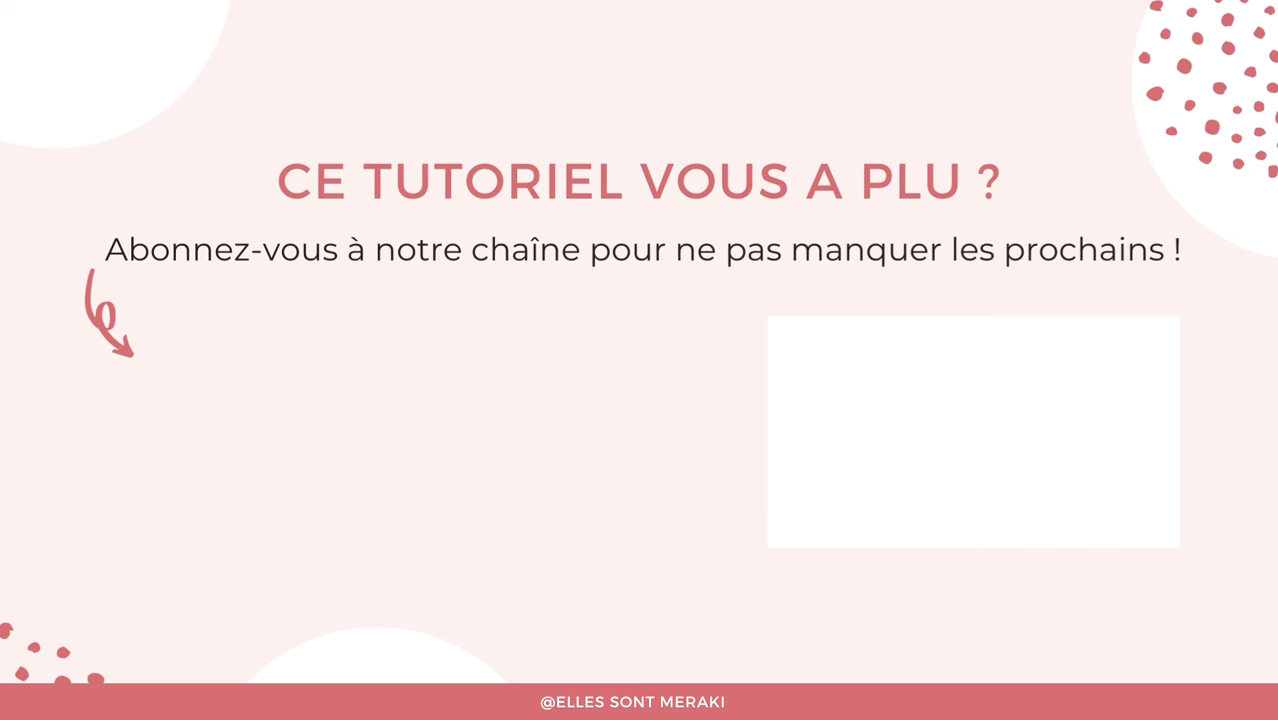 CE TUTORIEL VOUS A PLU ?
Abonnez-vous à notre chaîne pour ne pas manquer les prochains !
@ELLES SONT MERAKI